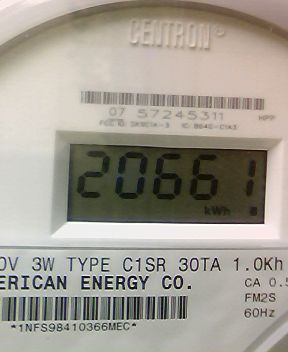 CENTRON
07 57245311 HPP
20661
kWh
0V 3W TYPE C1SR 30TA 1.0Kh
ERICAN ENERGY CO. CA 0.5
FM2S
*1NFS98410366MEC* 60Hz